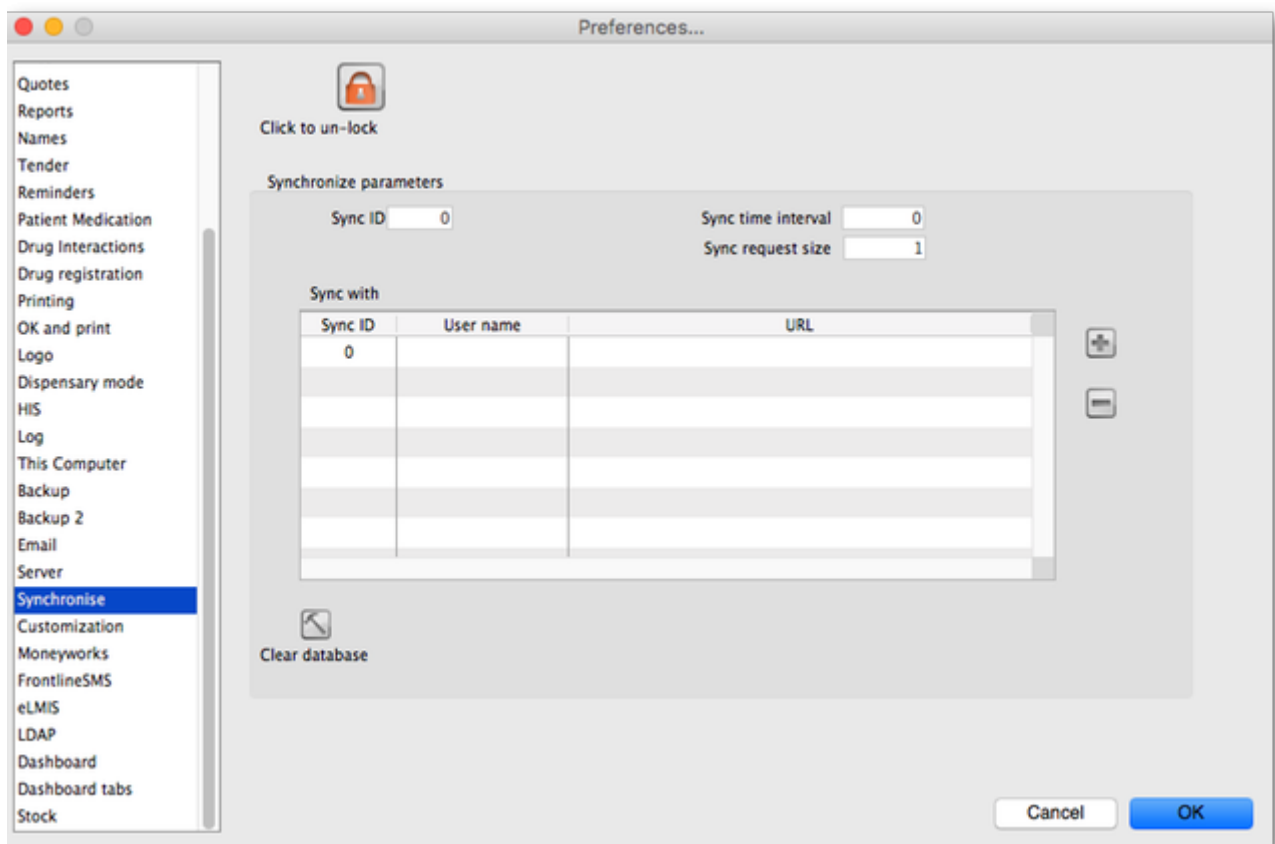 Preferences...
Quotes
Reports
Names
Tender
Reminders
Patient Medication
Drug Interactions
Drug registration
Printing
OK and print
Logo
Dispensary mode
HIS
Log
This Computer
Backup
Backup 2
Email
Server
Synchronise
Customization
Moneyworks
FrontlineSMS
eLMIS
LDAP
Dashboard
Dashboard tabs
Stock
Click to un-lock
Synchronize parameters
Sync ID 0 Sync time interval 0
Sync request size 1
Sync with
Sync ID User name URL
0
Clear database
Cancel OK